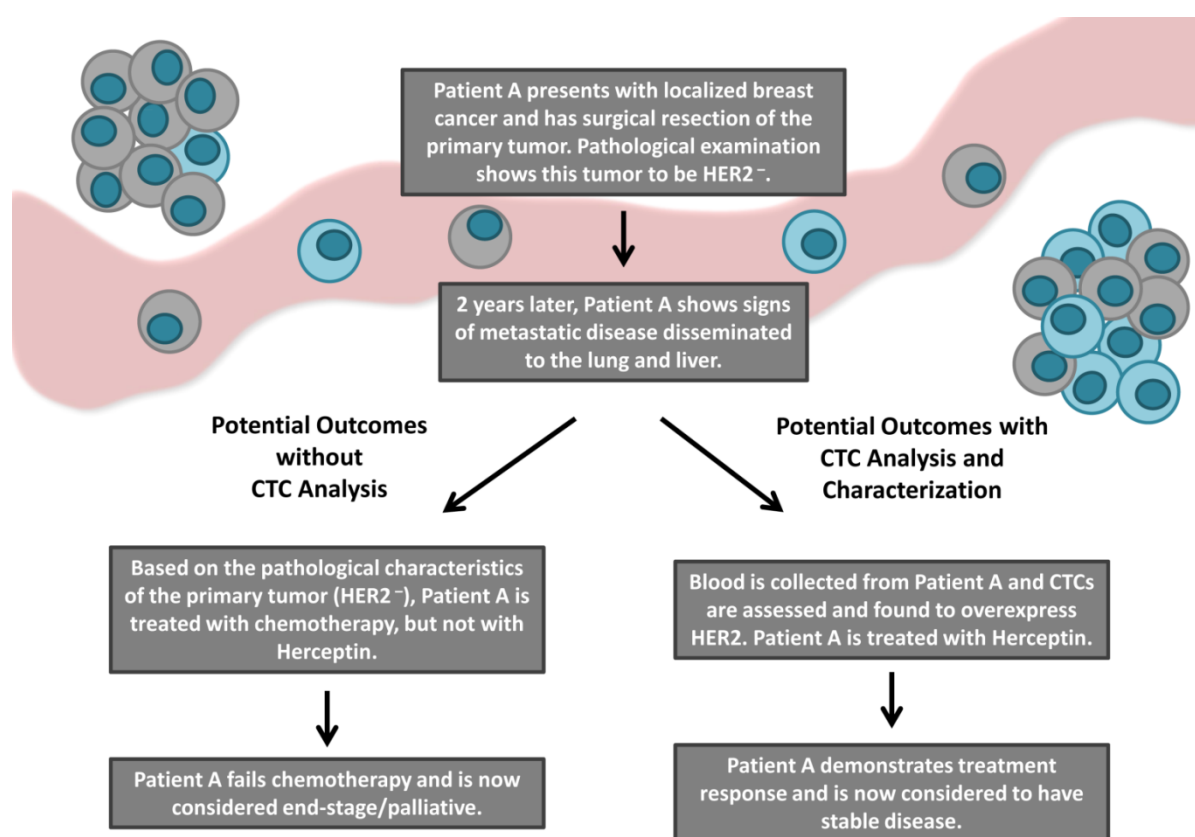 Patient A presents with localized breast
cancer and has surgical resection of the
primary tumor. Pathological examination
shows this tumor to be HER2⁻.
2 years later, Patient A shows signs
of metastatic disease disseminated
to the lung and liver.
Potential Outcomes
without
CTC Analysis
Potential Outcomes with
CTC Analysis and
Characterization
Based on the pathological characteristics
of the primary tumor (HER2⁻), Patient A is
treated with chemotherapy, but not with
Herceptin.
Blood is collected from Patient A and CTCs
are assessed and found to overexpress
HER2. Patient A is treated with Herceptin.
Patient A fails chemotherapy and is now
considered end-stage/palliative.
Patient A demonstrates treatment
response and is now considered to have
stable disease.